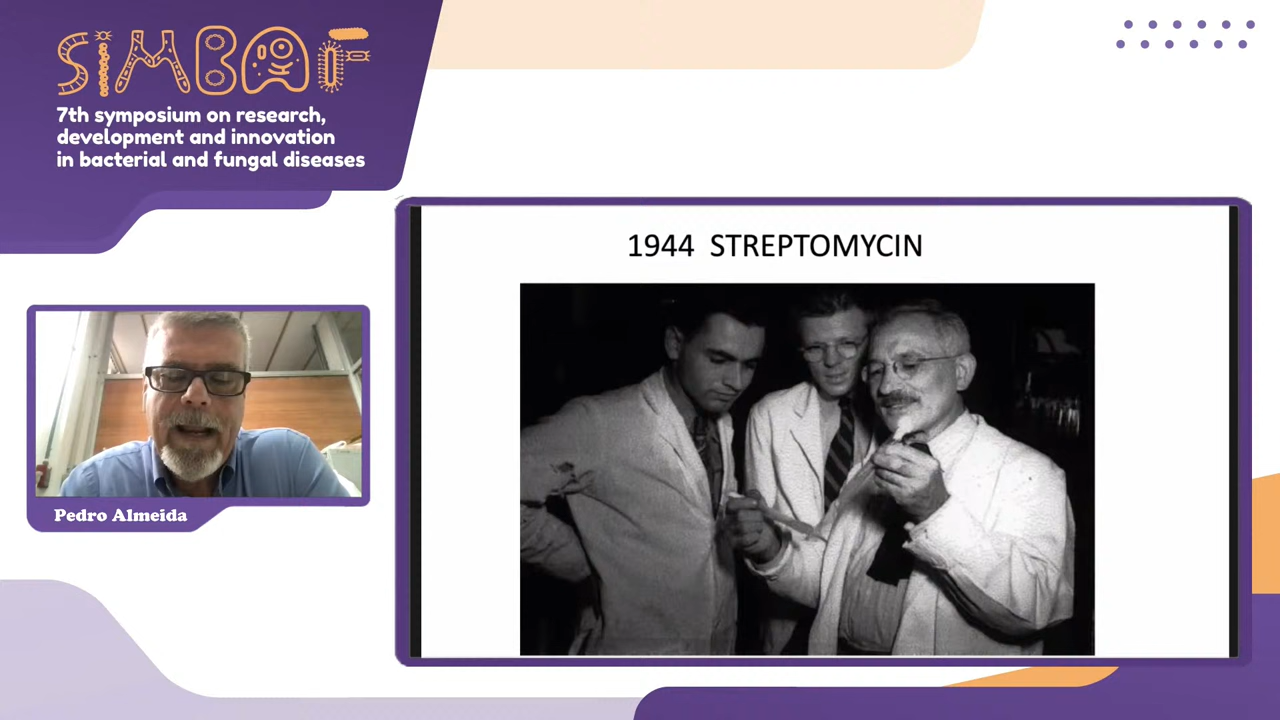 SIMBAF
7th symposium on research,
development and innovation
in bacterial and fungal diseases
1944 STREPTOMYCIN
Pedro Almeida